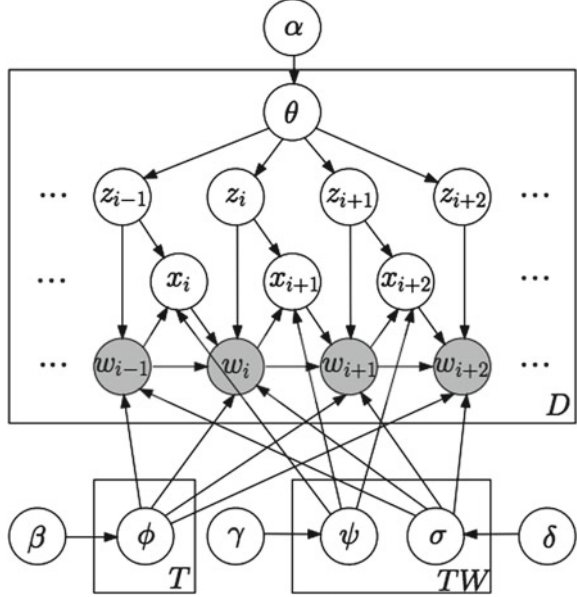 α
θ
... z_{i-1} z_i z_{i+1} z_{i+2} ...
... x_i x_{i+1} x_{i+2} ...
... w_{i-1} w_i w_{i+1} w_{i+2} ...
D
β ϕ γ ψ σ δ
T TW